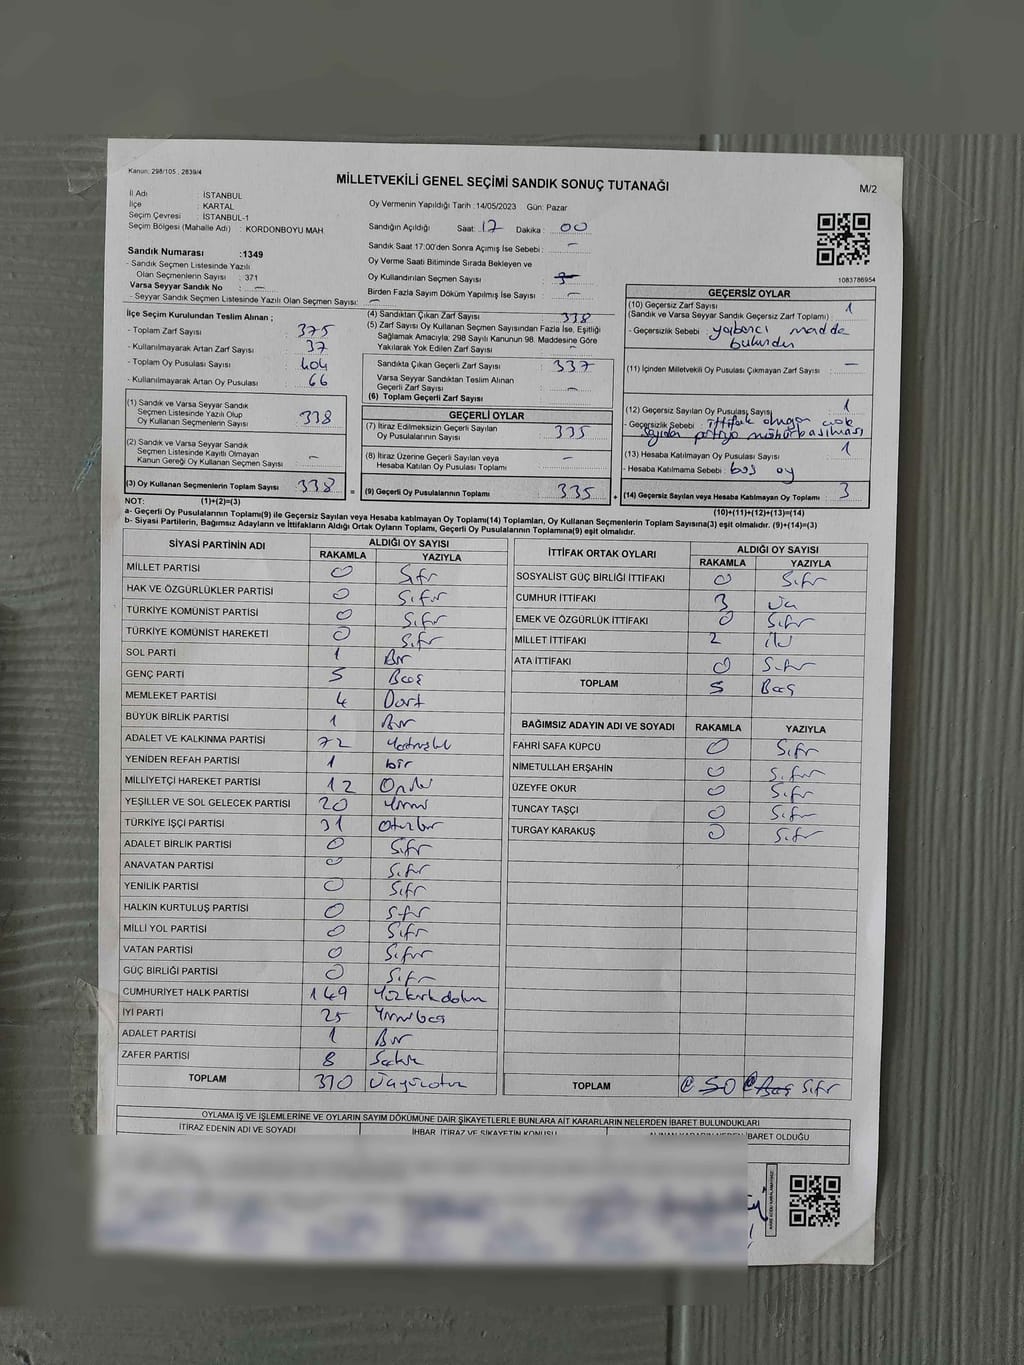 Kanun: 298/105 , 2839/4
MİLLETVEKİLİ GENEL SEÇİMİ SANDIK SONUÇ TUTANAĞI
M/2
İl Adı : İSTANBUL
İlçe : KARTAL
Seçim Çevresi : İSTANBUL-1
Seçim Bölgesi (Mahalle Adı) : KORDONBOYU MAH.
Oy Vermenin Yapıldığı Tarih : 14/05/2023 Gün: Pazar
Sandığın Açıldığı Saat: 17 Dakika: 00
Sandık Saat 17:00'den Sonra Açımış İse Sebebi : -
Oy Verme Saati Bitiminde Sırada Bekleyen ve
Oy Kullandırılan Seçmen Sayısı
Birden Fazla Sayım Döküm Yapılmış İse Sayısı : -
1083786954
Sandık Numarası :1349
- Sandık Seçmen Listesinde Yazılı
Olan Seçmenlerin Sayısı : 371
Varsa Seyyar Sandık No : -
- Seyyar Sandık Seçmen Listesinde Yazılı Olan Seçmen Sayısı: -
İlçe Seçim Kurulundan Teslim Alınan ;
- Toplam Zarf Sayısı : 375
- Kullanılmayarak Artan Zarf Sayısı : 37
- Toplam Oy Pusulası Sayısı : 404
- Kullanılmayarak Artan Oy Pusulası : 66
(1) Sandık ve Varsa Seyyar Sandık
Seçmen Listesinde Yazılı Olup
Oy Kullanan Seçmenlerin Sayısı : 338
(2) Sandık ve Varsa Seyyar Sandık
Seçmen Listesinde Kayıtlı Olmayan
Kanun Gereği Oy Kullanan Seçmen Sayısı : -
(3) Oy Kullanan Seçmenlerin Toplam Sayısı : 338
(4) Sandıktan Çıkan Zarf Sayısı : 338
(5) Zarf Sayısı Oy Kullanan Seçmen Sayısından Fazla İse, Eşitliği
Sağlamak Amacıyla; 298 Sayılı Kanunun 98. Maddesine Göre
Yakılarak Yok Edilen Zarf Sayısı : -
Sandıkta Çıkan Geçerli Zarf Sayısı : 337
Varsa Seyyar Sandıktan Teslim Alınan
Geçerli Zarf Sayısı : -
(6) Toplam Geçerli Zarf Sayısı :
GEÇERLİ OYLAR
(7) İtiraz Edilmeksizin Geçerli Sayılan
Oy Pusulalarının Sayısı : 335
(8) İtiraz Üzerine Geçerli Sayılan veya
Hesaba Katılan Oy Pusulası Toplamı : -
= (9) Geçerli Oy Pusulalarının Toplamı : 335
GEÇERSİZ OYLAR
(10) Geçersiz Zarf Sayısı 1
(Sandık ve Varsa Seyyar Sandık Geçersiz Zarf Toplamı) :
- Geçersizlik Sebebi : yabancı madde
bulundu
(11) İçinden Milletvekili Oy Pusulası Çıkmayan Zarf Sayısı : -
(12) Geçersiz Sayılan Oy Pusulası Sayısı : 1
- Geçersizlik Sebebi : ittifak olmayan çok
sayıda partiye mühür basılması
(13) Hesaba Katılmayan Oy Pusulası Sayısı : 1
- Hesaba Katılmama Sebebi : boş oy
+ (14) Geçersiz Sayılan veya Hesaba Katılmayan Oy Toplamı : 3
NOT: (1)+(2)=(3)
(10)+(11)+(12)+(13)=(14)
a- Geçerli Oy Pusulasının Toplamı(9) ile Geçersiz Sayılan veya Hesaba katılmayan Oy Toplamı(14) Toplamları, Oy Kullanan Seçmenlerin Toplam Sayısına(3) eşit olmalıdır. (9)+(14)=(3)
b- Siyasi Partilerin, Bağımsız Adayların ve İttifakların Aldığı Ortak Oyların Toplamı, Geçerli Oy Pusulalarının Toplamına(9) eşit olmalıdır.
SİYASİ PARTİNİN ADI ALDIĞI OY SAYISI
RAKAMLA YAZIYLA
MİLLET PARTİSİ 0 Sıfır
HAK VE ÖZGÜRLÜKLER PARTİSİ 0 Sıfır
TÜRKİYE KOMÜNİST PARTİSİ 0 Sıfır
TÜRKİYE KOMÜNİST HAREKETİ 0 Sıfır
SOL PARTİ 1 Bir
GENÇ PARTİ 5 Beş
MEMLEKET PARTİSİ 4 Dört
BÜYÜK BİRLİK PARTİSİ 1 Bir
ADALET VE KALKINMA PARTİSİ 72 Yetmişiki
YENİDEN REFAH PARTİSİ 1 bir
MİLLİYETÇİ HAREKET PARTİSİ 12 Oniki
YEŞİLLER VE SOL GELECEK PARTİSİ 20 Yirmi
TÜRKİYE İŞÇİ PARTİSİ 31 Otuzbir
ADALET BİRLİK PARTİSİ 0 Sıfır
ANAVATAN PARTİSİ 0 Sıfır
YENİLİK PARTİSİ 0 Sıfır
HALKIN KURTULUŞ PARTİSİ 0 Sıfır
MİLLİ YOL PARTİSİ 0 Sıfır
VATAN PARTİSİ 0 Sıfır
GÜÇ BİRLİĞİ PARTİSİ 0 Sıfır
CUMHURİYET HALK PARTİSİ 149 Yüzkırkdokuz
İYİ PARTİ 25 Yirmibeş
ADALET PARTİSİ 1 Bir
ZAFER PARTİSİ 8 Sekiz
TOPLAM 330 Üçyüzotuz
İTTİFAK ORTAK OYLARI ALDIĞI OY SAYISI
RAKAMLA YAZIYLA
SOSYALİST GÜÇ BİRLİĞİ İTTİFAKI 0 Sıfır
CUMHUR İTTİFAKI 3 üç
EMEK VE ÖZGÜRLÜK İTTİFAKI 0 Sıfır
MİLLET İTTİFAKI 2 iki
ATA İTTİFAKI 0 Sıfır
TOPLAM 5 Beş
BAĞIMSIZ ADAYIN ADI VE SOYADI RAKAMLA YAZIYLA
FAHRİ SAFA KÜPCÜ 0 Sıfır
NİMETULLAH ERŞAHİN 0 Sıfır
ÜZEYFE OKUR 0 Sıfır
TUNCAY TAŞÇI 0 Sıfır
TURGAY KARAKUŞ 0 Sıfır
TOPLAM 0 Sıfır
OYLAMA İŞ VE İŞLEMLERİNE VE OYLARIN SAYIM DÖKÜMÜNE DAİR ŞİKAYETLERLE BUNLARA AİT KARARLARIN NELERDEN İBARET BULUNDUKLARI
İTİRAZ EDENİN ADI VE SOYADI İHBAR, İTİRAZ VE ŞİKAYETİN KONUSU ALINAN KARARIN NEDEN İBARET OLDUĞU